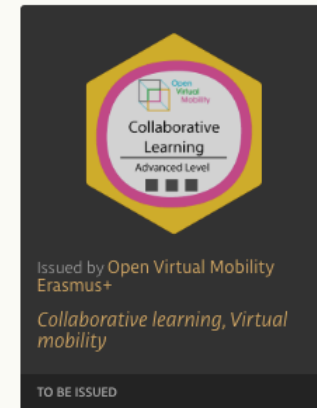 Open
Virtual
Mobility
Collaborative
Learning
Advanced Level
Issued by Open Virtual Mobility
Erasmus+
Collaborative learning, Virtual
mobility
TO BE ISSUED